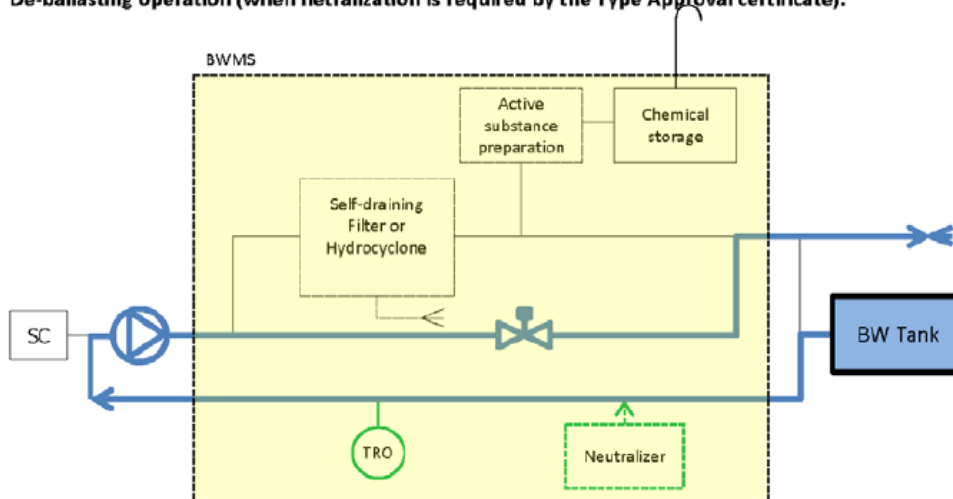 De-ballasting operation (when netralization is required by the Type Approval certificate):
BWMS
Active
substance
preparation
Chemical
storage
Self-draining
Filter or
Hydrocyclone
SC
BW Tank
TRO
Neutralizer